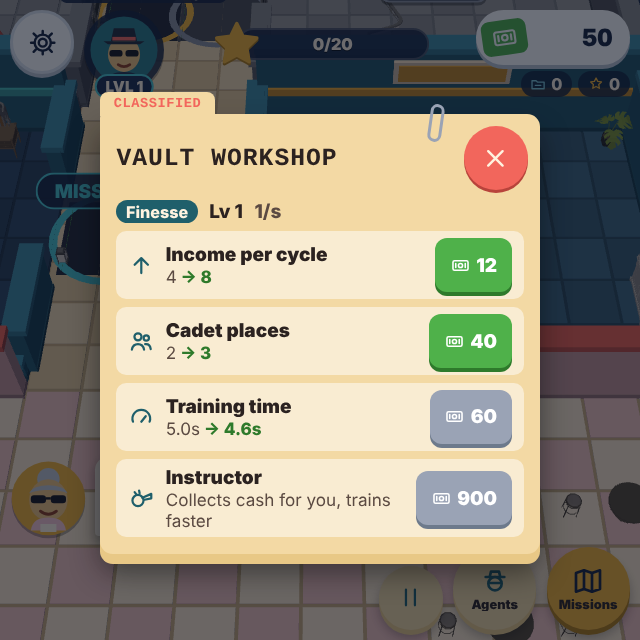 0/20
50
LVL 1
0
0
CLASSIFIED
VAULT WORKSHOP
MISS
Finesse Lv 1 1/s
Income per cycle
4 → 8
12
Cadet places
2 → 3
40
Training time
5.0s → 4.6s
60
Instructor
Collects cash for you, trains
faster
900
Agents
Missions